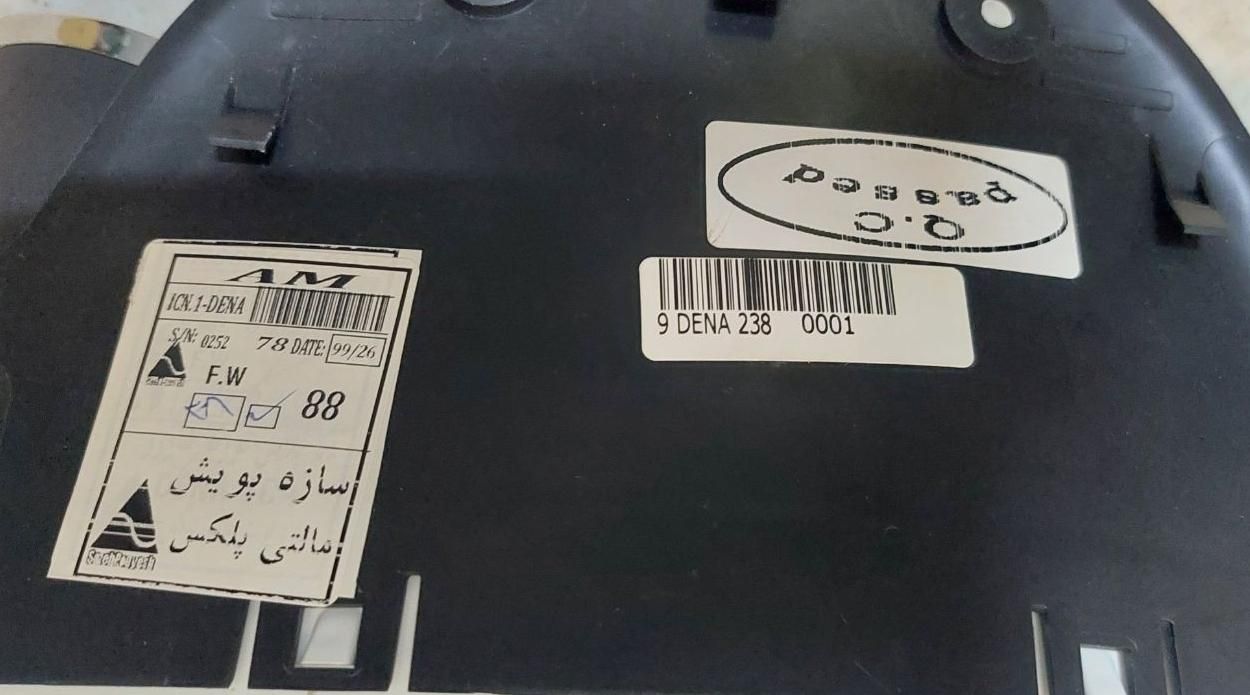 AM
ICN.1-DENA
S/N: 0252 78 DATE: 99/26
F.W
88
سازه پویش
مالتی پلکس
SazehPouyesh
Q.C
passed
9 DENA 238 0001